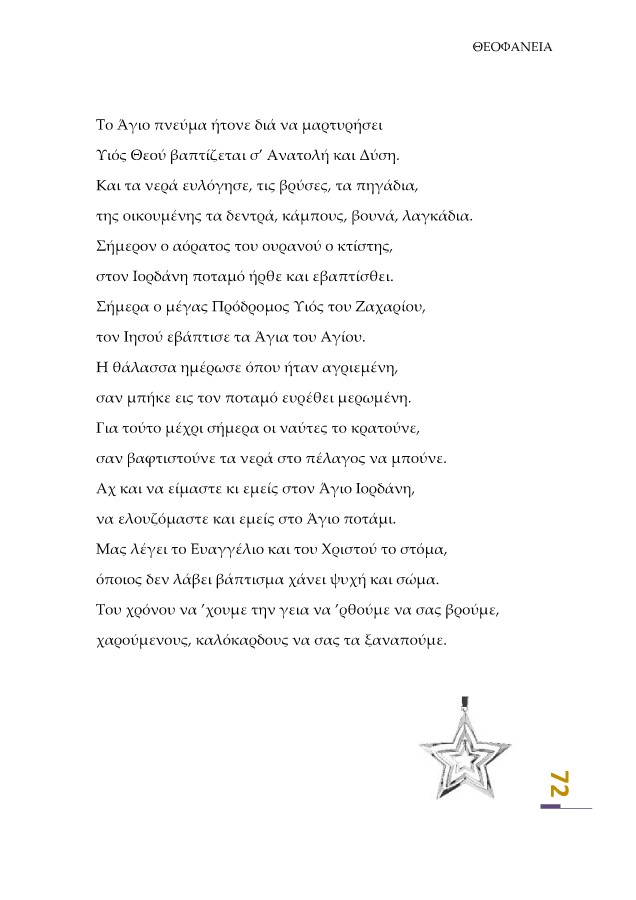 ΘΕΟΦΑΝΕΙΑ
Το Άγιο πνεύμα ήτονε διά να μαρτυρήσει
Υιός Θεού βαπτίζεται σ’ Ανατολή και Δύση.
Και τα νερά ευλόγησε, τις βρύσες, τα πηγάδια,
της οικουμένης τα δεντρά, κάμπους, βουνά, λαγκάδια.
Σήμερον ο αόρατος του ουρανού ο κτίστης,
στον Ιορδάνη ποταμό ήρθε και εβαπτίσθει.
Σήμερα ο μέγας Πρόδρομος Υιός του Ζαχαρίου,
τον Ιησού εβάπτισε τα Άγια του Αγίου.
Η θάλασσα ημέρωσε όπου ήταν αγριεμένη,
σαν μπήκε εις τον ποταμό ευρέθει μερωμένη.
Για τούτο μέχρι σήμερα οι ναύτες το κρατούνε,
σαν βαφτιστούνε τα νερά στο πέλαγος να μπούνε.
Αχ και να είμαστε κι εμείς στον Άγιο Ιορδάνη,
να ελουζόμαστε και εμείς στο Άγιο ποτάμι.
Μας λέγει το Ευαγγέλιο και του Χριστού το στόμα,
όποιος δεν λάβει βάπτισμα χάνει ψυχή και σώμα.
Του χρόνου να ’χουμε την γεια να ’ρθούμε να σας βρούμε,
χαρούμενους, καλόκαρδους να σας τα ξαναπούμε.
72